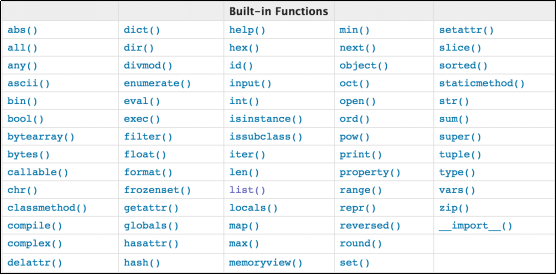 Built-in Functions
abs() dict() help() min() setattr()
all() dir() hex() next() slice()
any() divmod() id() object() sorted()
ascii() enumerate() input() oct() staticmethod()
bin() eval() int() open() str()
bool() exec() isinstance() ord() sum()
bytearray() filter() issubclass() pow() super()
bytes() float() iter() print() tuple()
callable() format() len() property() type()
chr() frozenset() list() range() vars()
classmethod() getattr() locals() repr() zip()
compile() globals() map() reversed() __import__()
complex() hasattr() max() round()
delattr() hash() memoryview() set()